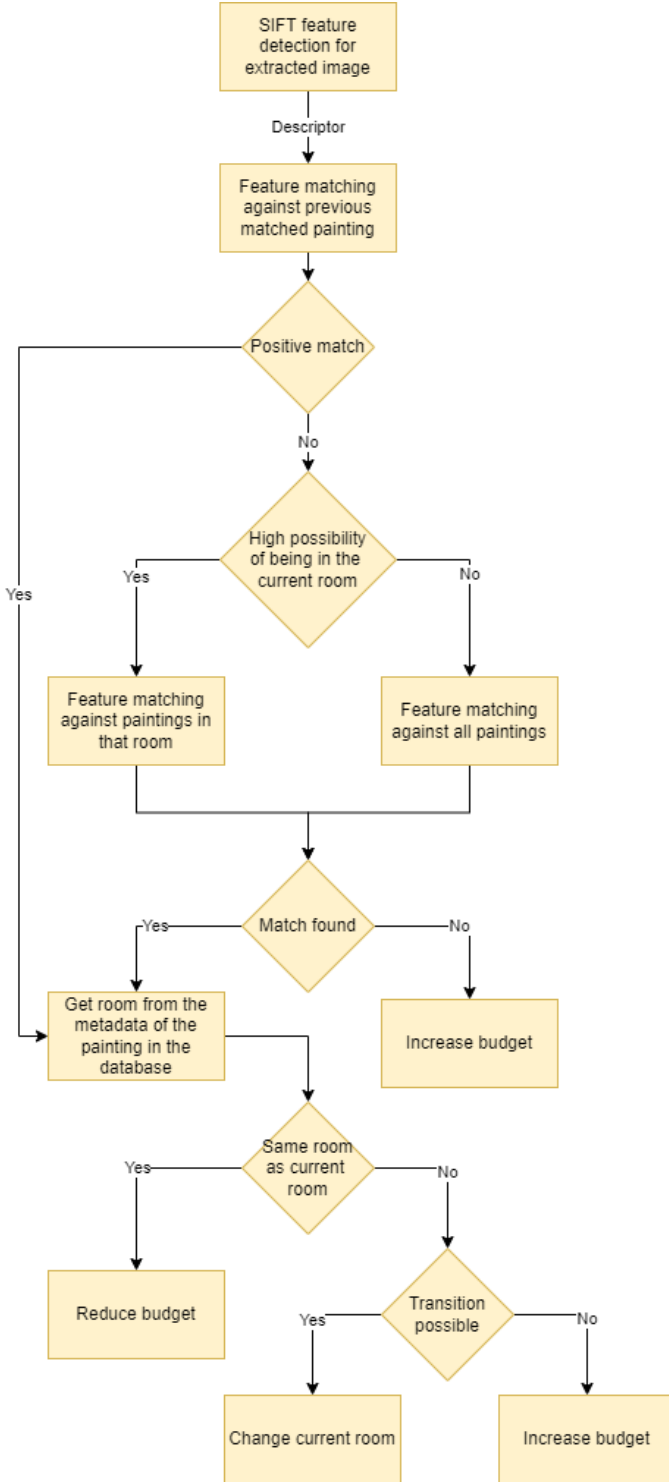 SIFT feature
detection for
extracted image
Descriptor
Feature matching
against previous
matched painting
Positive match
No
High possibility
of being in the
current room
Yes
No
Yes
Feature matching
against paintings in
that room
Feature matching
against all paintings
Match found
Yes
No
Get room from the
metadata of the
painting in the
database
Increase budget
Same room
as current
room
Yes
No
Reduce budget
Transition
possible
Yes
No
Change current room
Increase budget